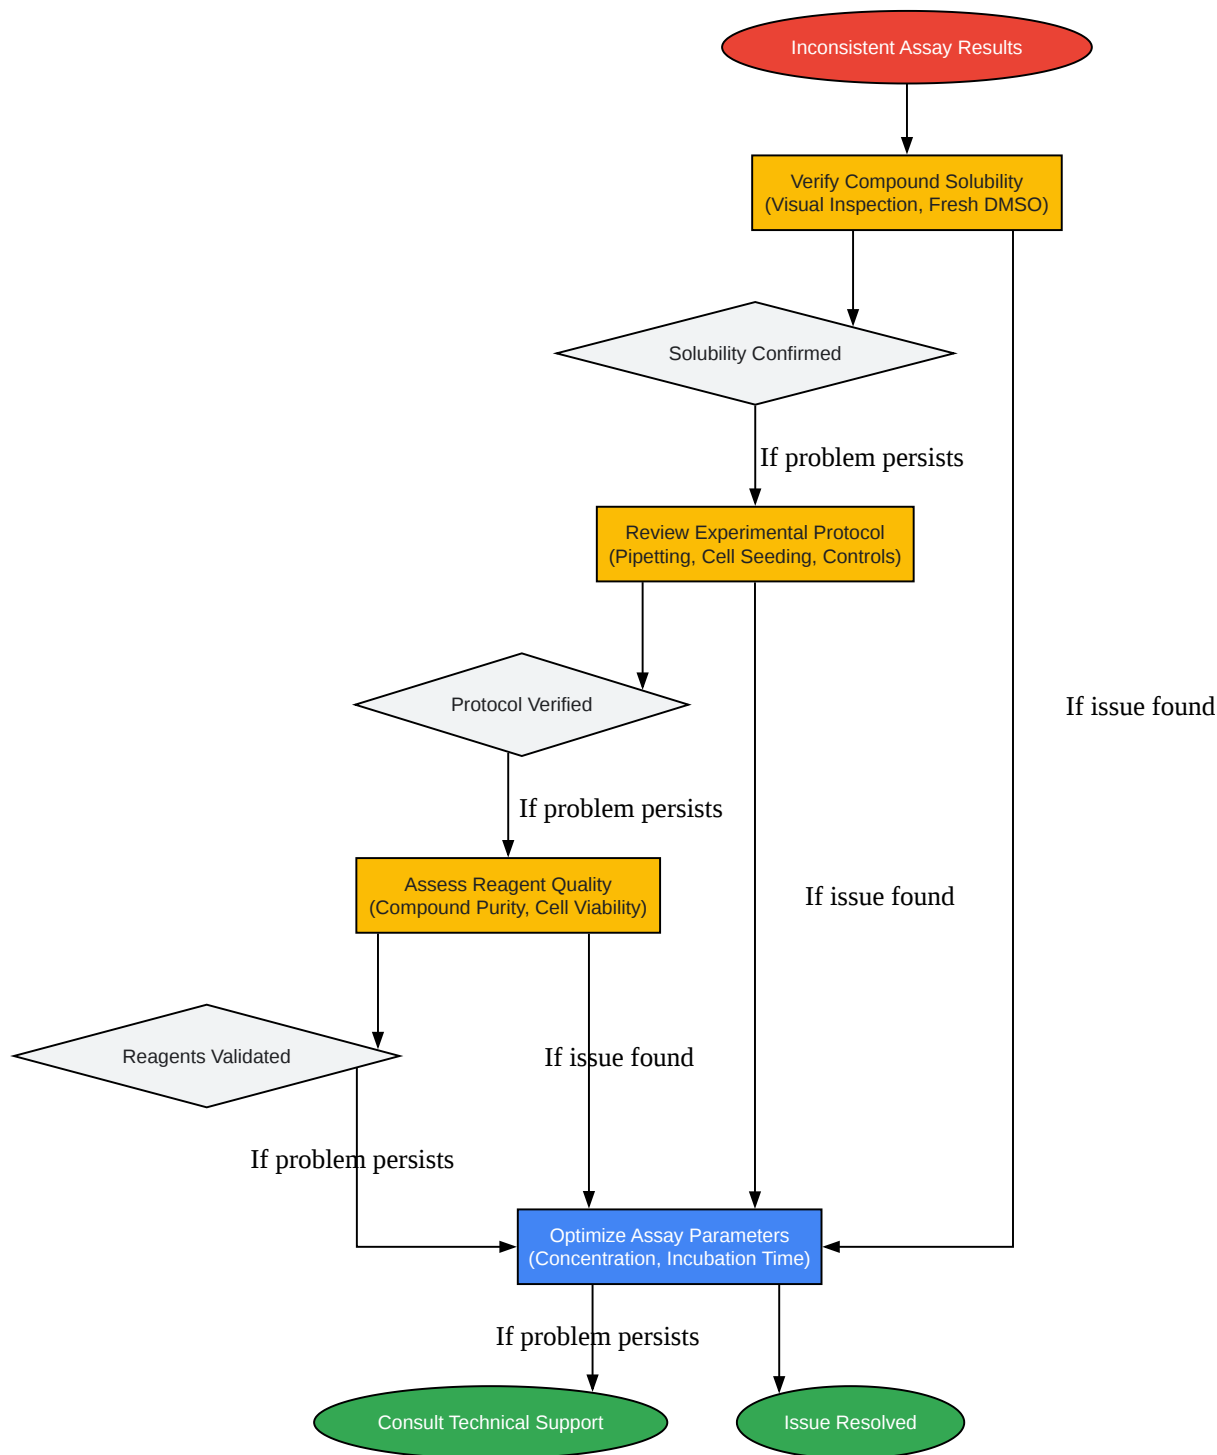 Inconsistent Assay Results
Verify Compound Solubility
(Visual Inspection, Fresh DMSO)
Solubility Confirmed
If problem persists
Review Experimental Protocol
(Pipetting, Cell Seeding, Controls)
Protocol Verified
If issue found
If problem persists
Assess Reagent Quality
(Compound Purity, Cell Viability)
If issue found
Reagents Validated
If issue found
If problem persists
Optimize Assay Parameters
(Concentration, Incubation Time)
If problem persists
Consult Technical Support
Issue Resolved